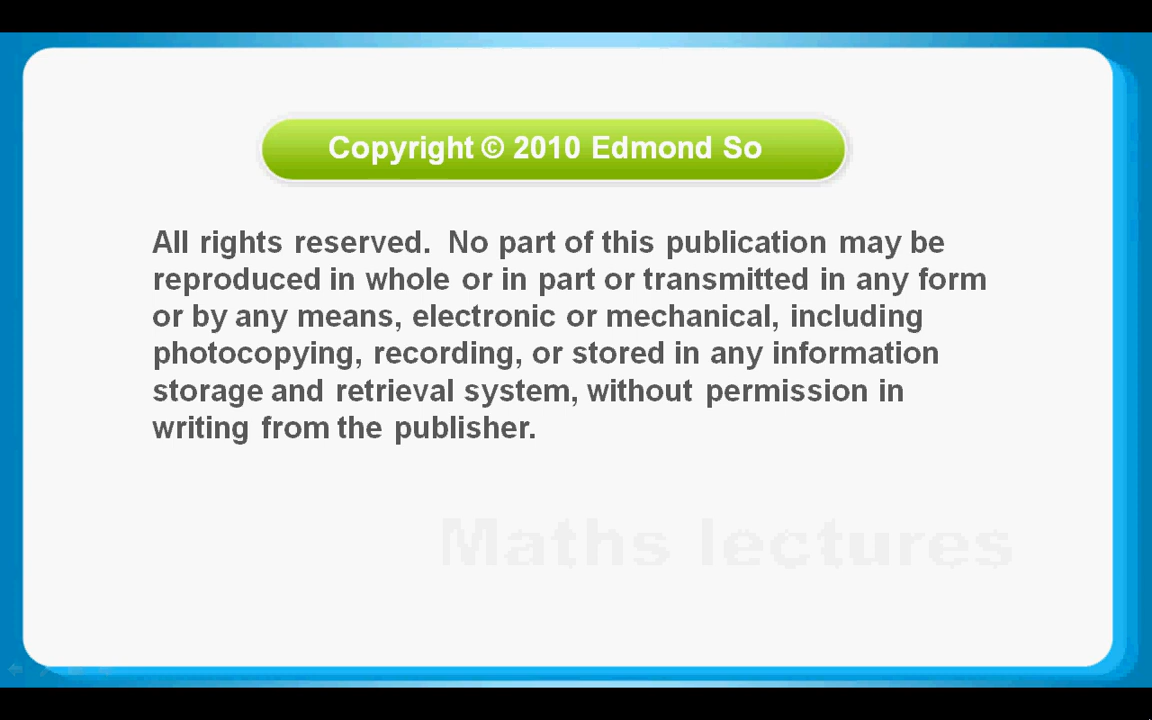 Copyright © 2010 Edmond So
All rights reserved.  No part of this publication may be
reproduced in whole or in part or transmitted in any form
or by any means, electronic or mechanical, including
photocopying, recording, or stored in any information
storage and retrieval system, without permission in
writing from the publisher.
Maths lectures